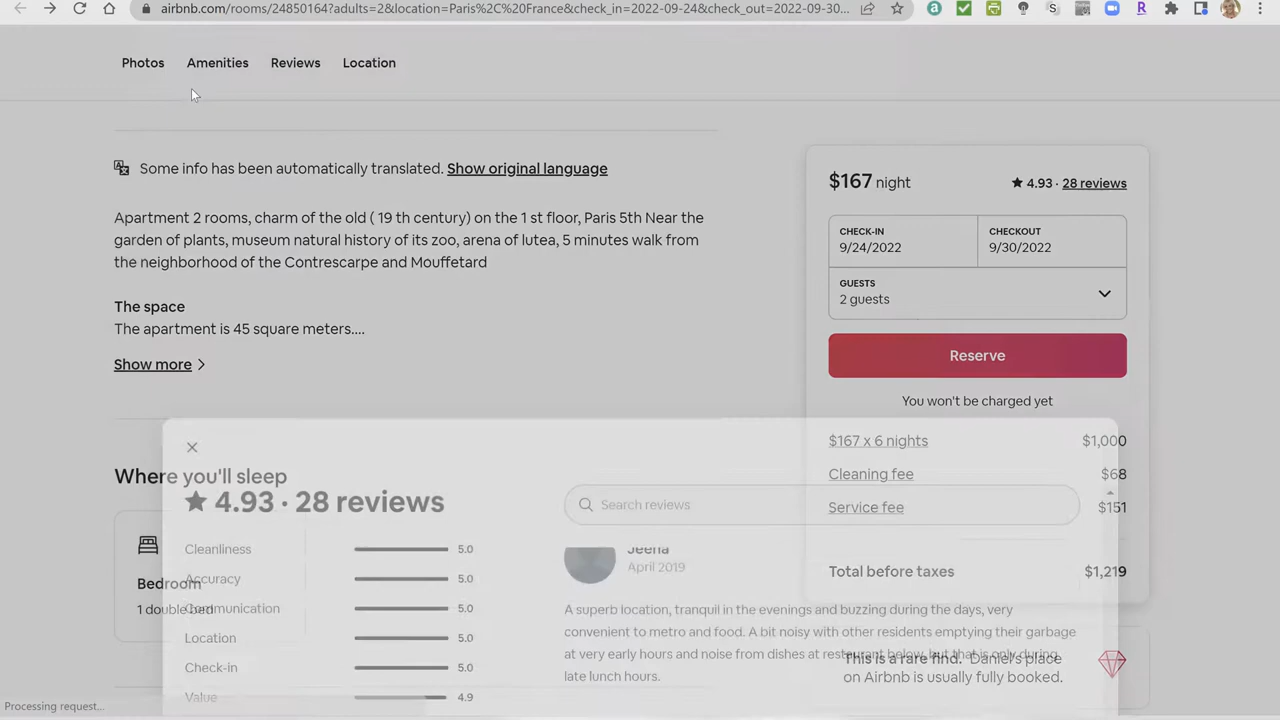 airbnb.com/rooms/24850164?adults=2&location=Paris%2C%20France&check_in=2022-09-24&check_out=2022-09-30...
Photos
Amenities
Reviews
Location
Some info has been automatically translated. Show original language
Apartment 2 rooms, charm of the old ( 19 th century) on the 1 st floor, Paris 5th Near the
garden of plants, museum natural history of its zoo, arena of lutea, 5 minutes walk from
the neighborhood of the Contrescarpe and Mouffetard
The space
The apartment is 45 square meters....
Show more
Where you'll sleep
Bedroom
1 double bed
$167 night
4.93 · 28 reviews
CHECK-IN
9/24/2022
CHECKOUT
9/30/2022
GUESTS
2 guests
Reserve
You won't be charged yet
$167 x 6 nights
$1,000
Cleaning fee
$68
Service fee
$151
Total before taxes
$1,219
This is a rare find. Daniel's place
on Airbnb is usually fully booked.
4.93 · 28 reviews
Search reviews
Cleanliness
5.0
Accuracy
5.0
Communication
5.0
Location
5.0
Check-in
5.0
Value
4.9
Jeena
April 2019
A superb location, tranquil in the evenings and buzzing during the days, very
convenient to metro and food. A bit noisy with other residents emptying their garbage
at very early hours and noise from dishes at restaurant below, but that is only during
late lunch hours.
Processing request...